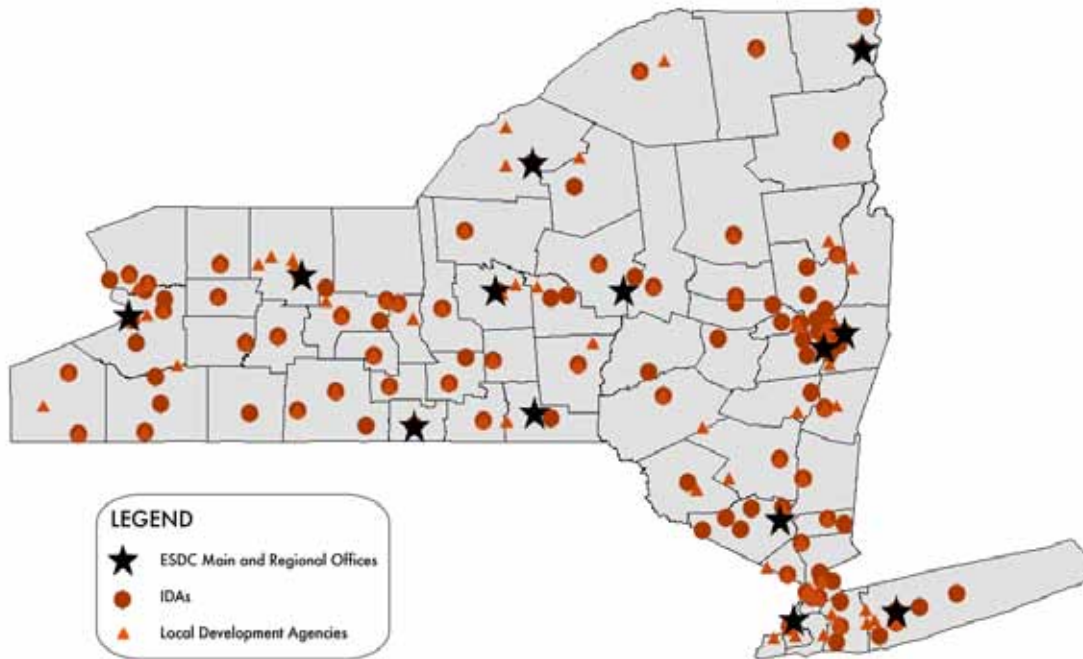 LEGEND
ESDC Main and Regional Offices
IDAs
Local Development Agencies